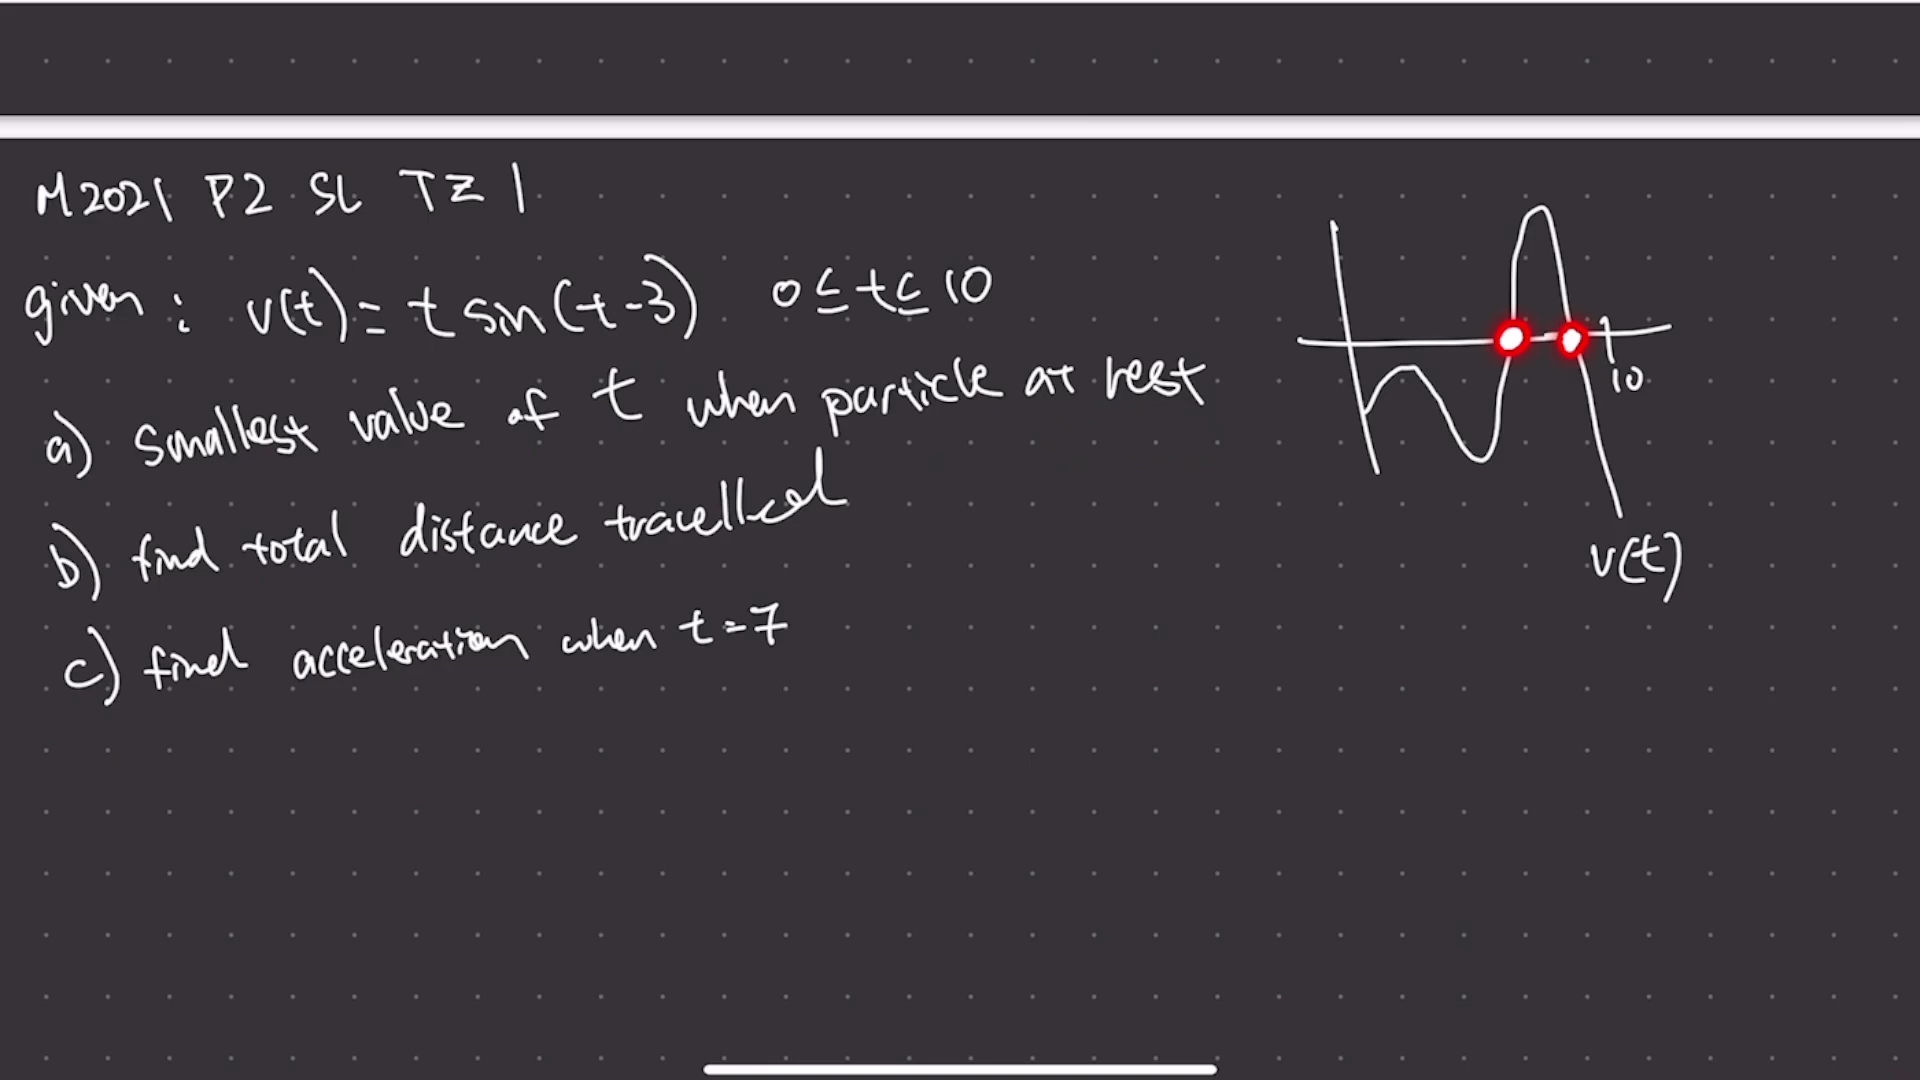 M2021 P2 SL TZ 1
given : v(t) = t sin(t-3) 0 ≤ t ≤ 10
a) smallest value of t when particle at rest
b) find total distance travelled
c) find acceleration when t=7
10
v(t)